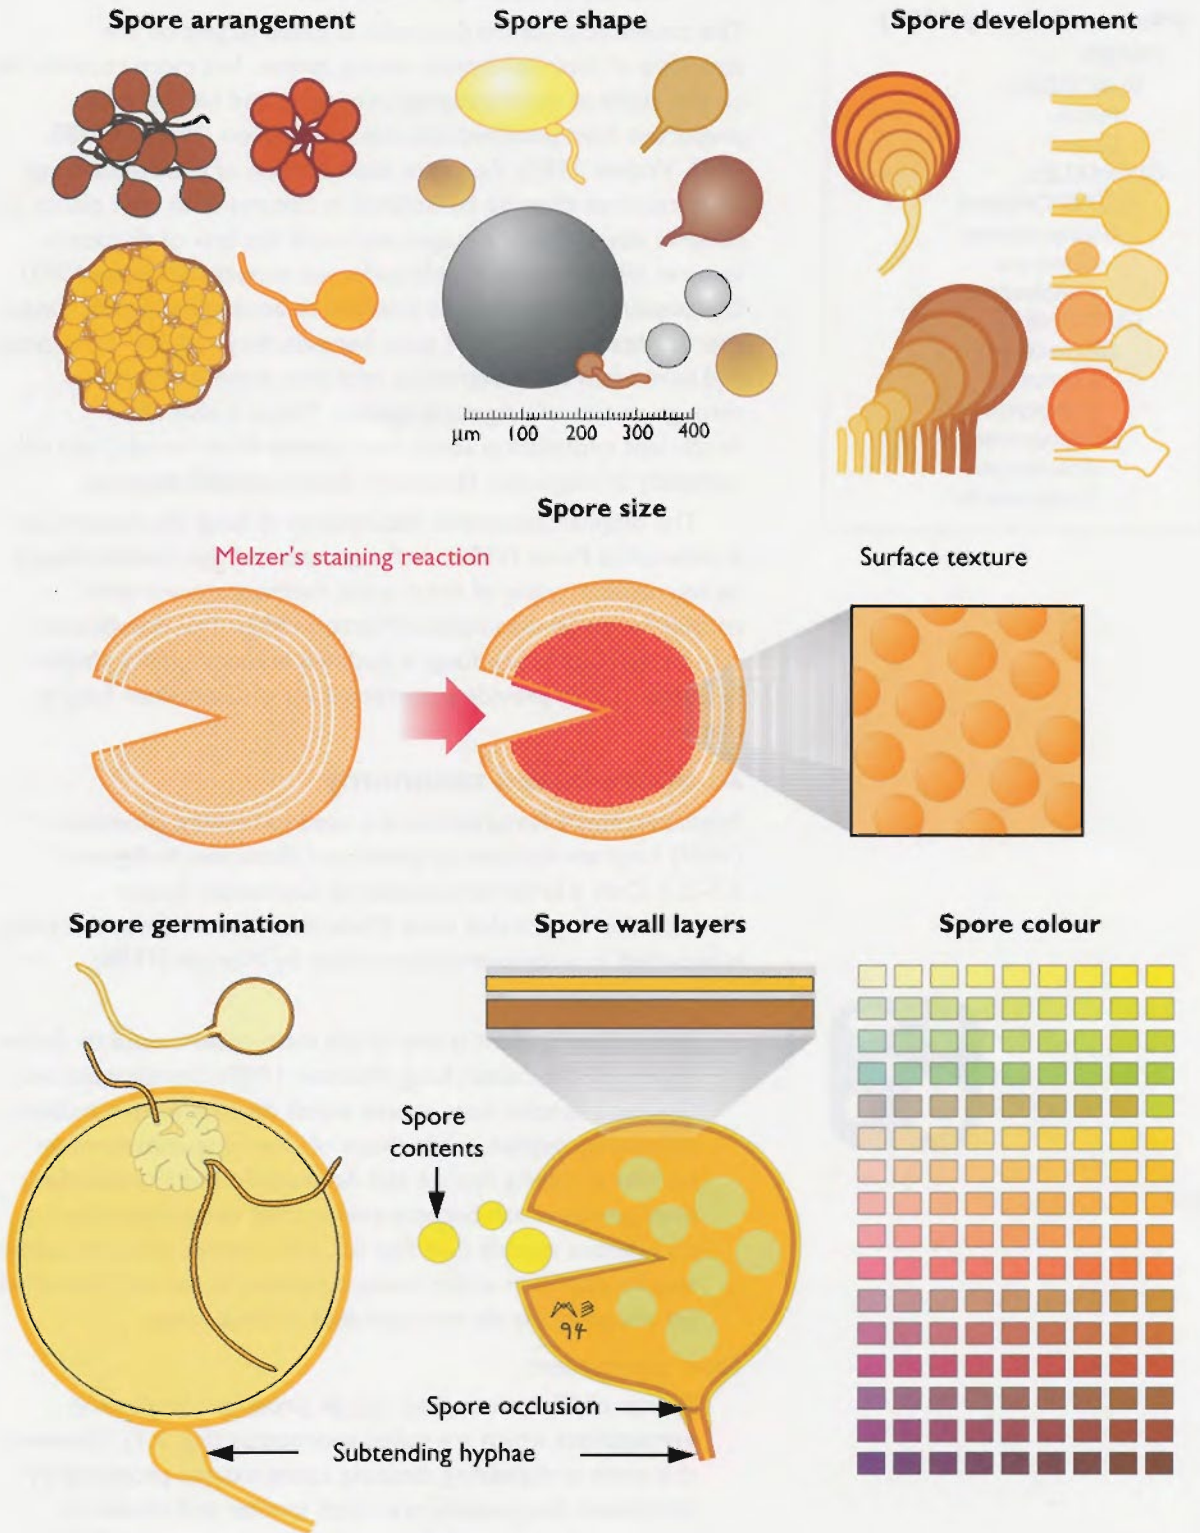 Spore arrangement
Spore shape
Spore development
µm 100 200 300 400
Spore size
Melzer's staining reaction
Surface texture
Spore germination
Spore wall layers
Spore colour
Spore
contents
94
Spore occlusion
Subtending hyphae